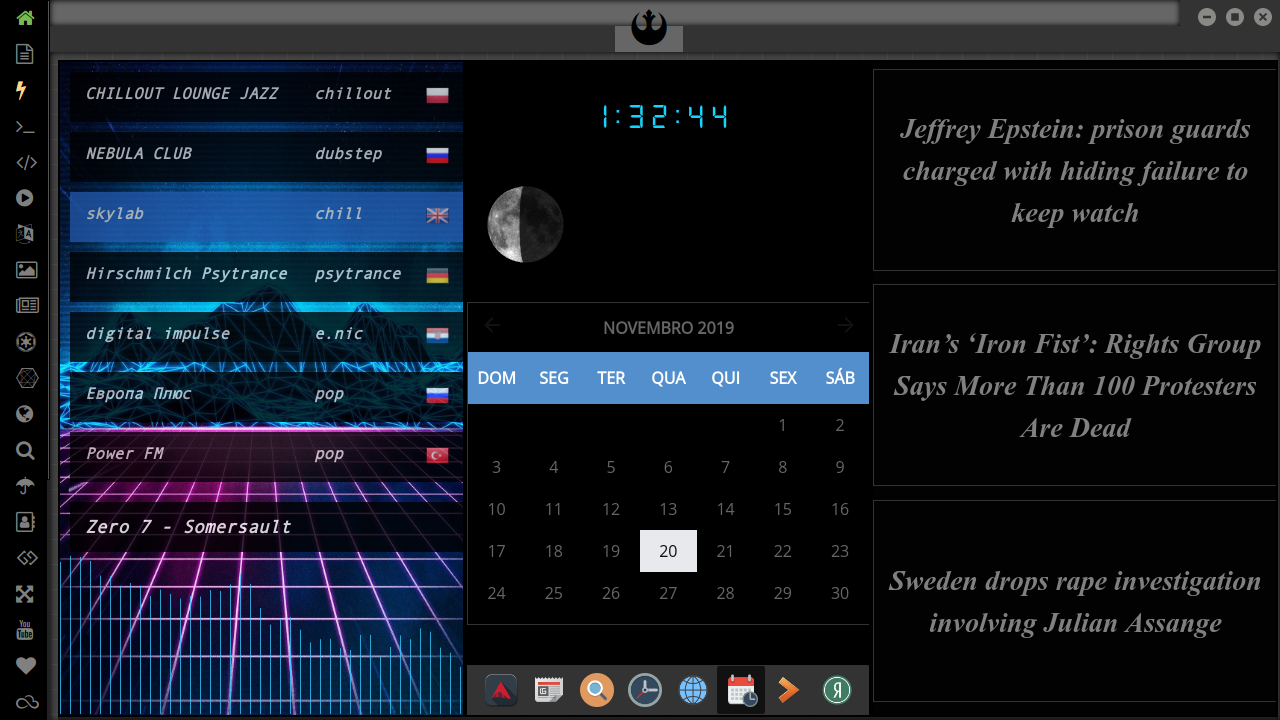 CHILLOUT LOUNGE JAZZ chillout
NEBULA CLUB dubstep
skylab chill
Hirschmilch Psytrance psytrance
digital impulse e.nic
Европа Плюс pop
Power FM pop
Zero 7 - Somersault
1:32:44
NOVEMBRO 2019
DOM SEG TER QUA QUI SEX SÁB
1 2
3 4 5 6 7 8 9
10 11 12 13 14 15 16
17 18 19 20 21 22 23
24 25 26 27 28 29 30
Jeffrey Epstein: prison guards
charged with hiding failure to
keep watch
Iran’s ‘Iron Fist’: Rights Group
Says More Than 100 Protesters
Are Dead
Sweden drops rape investigation
involving Julian Assange
You
Tube
Я